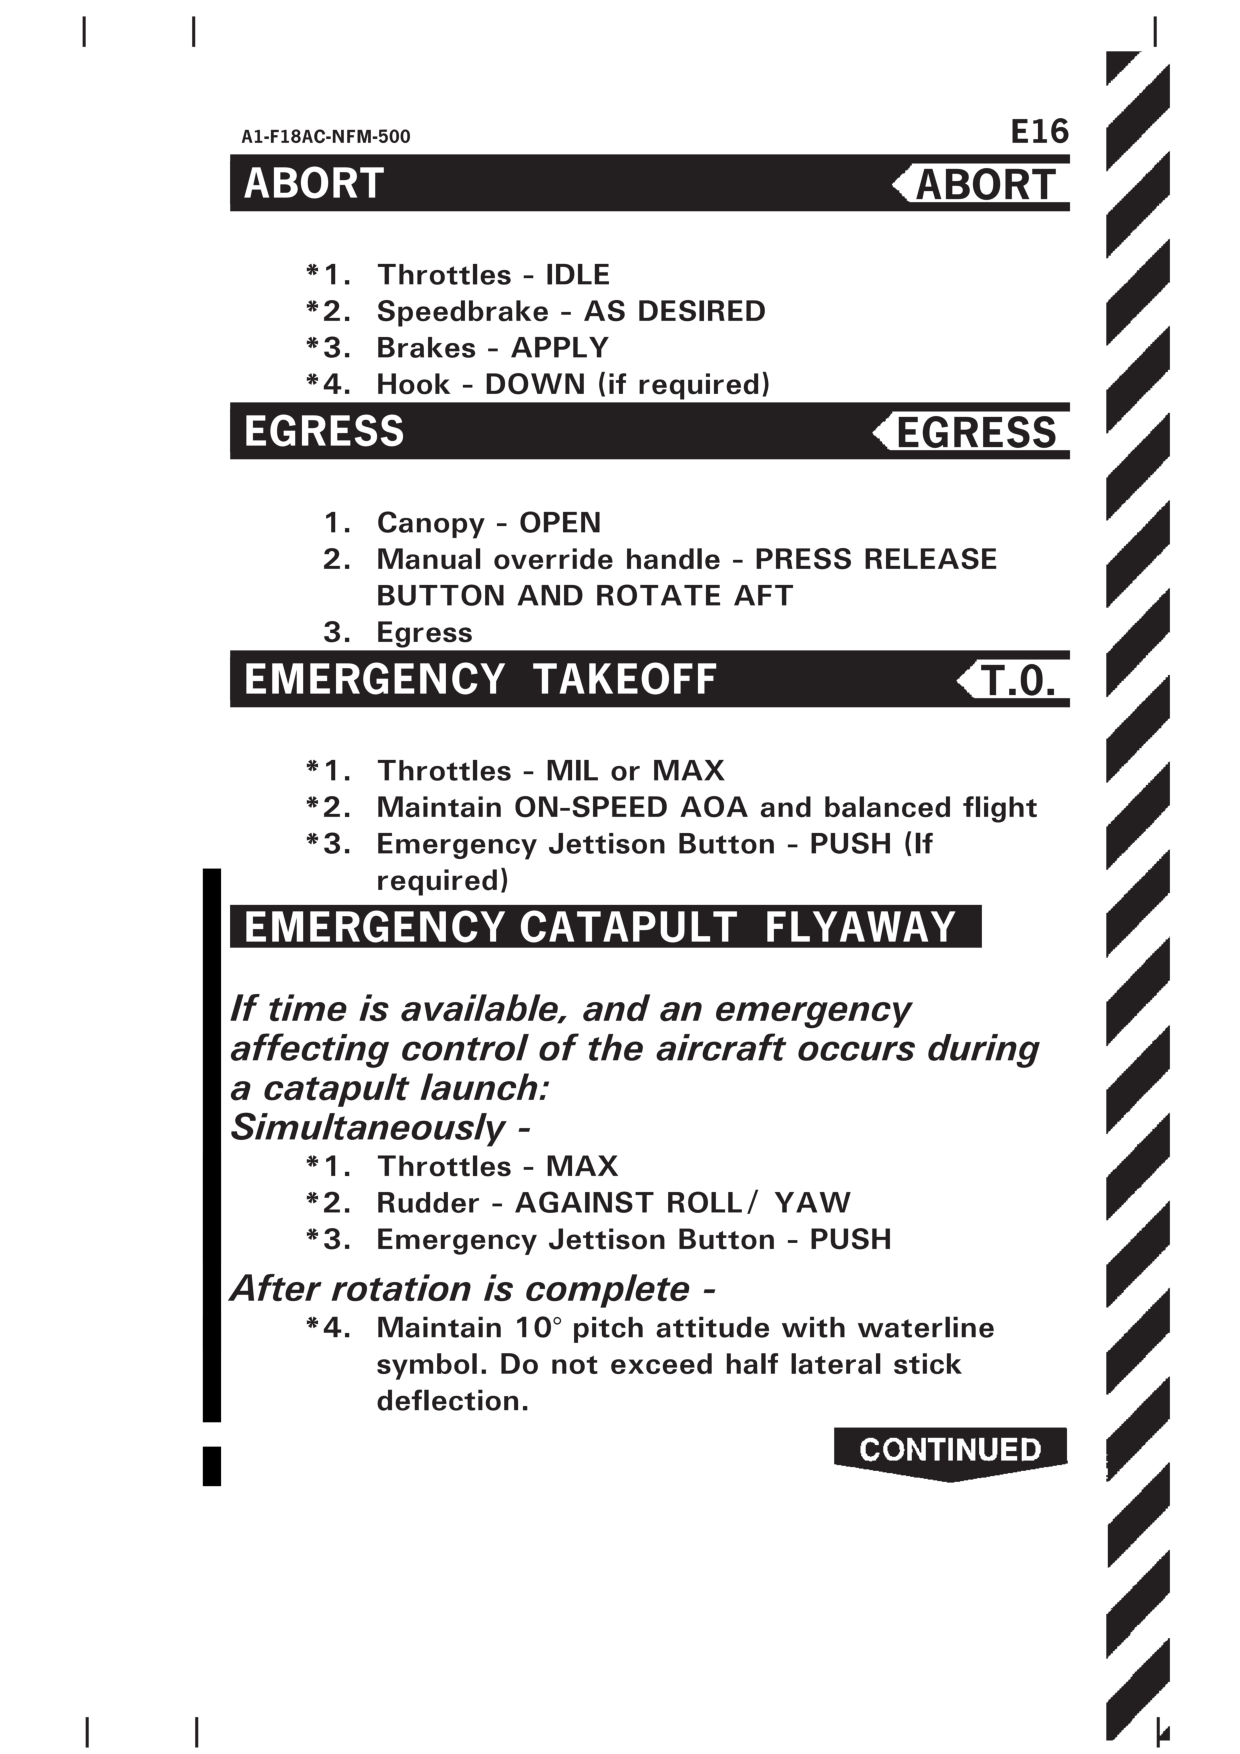 A1-F18AC-NFM-500
E16
ABORT
ABORT
*1. Throttles - IDLE
*2. Speedbrake - AS DESIRED
*3. Brakes - APPLY
*4. Hook - DOWN (if required)
EGRESS
EGRESS
1. Canopy - OPEN
2. Manual override handle - PRESS RELEASE
BUTTON AND ROTATE AFT
3. Egress
EMERGENCY TAKEOFF
T.O.
*1. Throttles - MIL or MAX
*2. Maintain ON-SPEED AOA and balanced flight
*3. Emergency Jettison Button - PUSH (If
required)
EMERGENCY CATAPULT FLYAWAY
If time is available, and an emergency
affecting control of the aircraft occurs during
a catapult launch:
Simultaneously -
*1. Throttles - MAX
*2. Rudder - AGAINST ROLL/ YAW
*3. Emergency Jettison Button - PUSH
After rotation is complete -
*4. Maintain 10° pitch attitude with waterline
symbol. Do not exceed half lateral stick
deflection.
CONTINUED